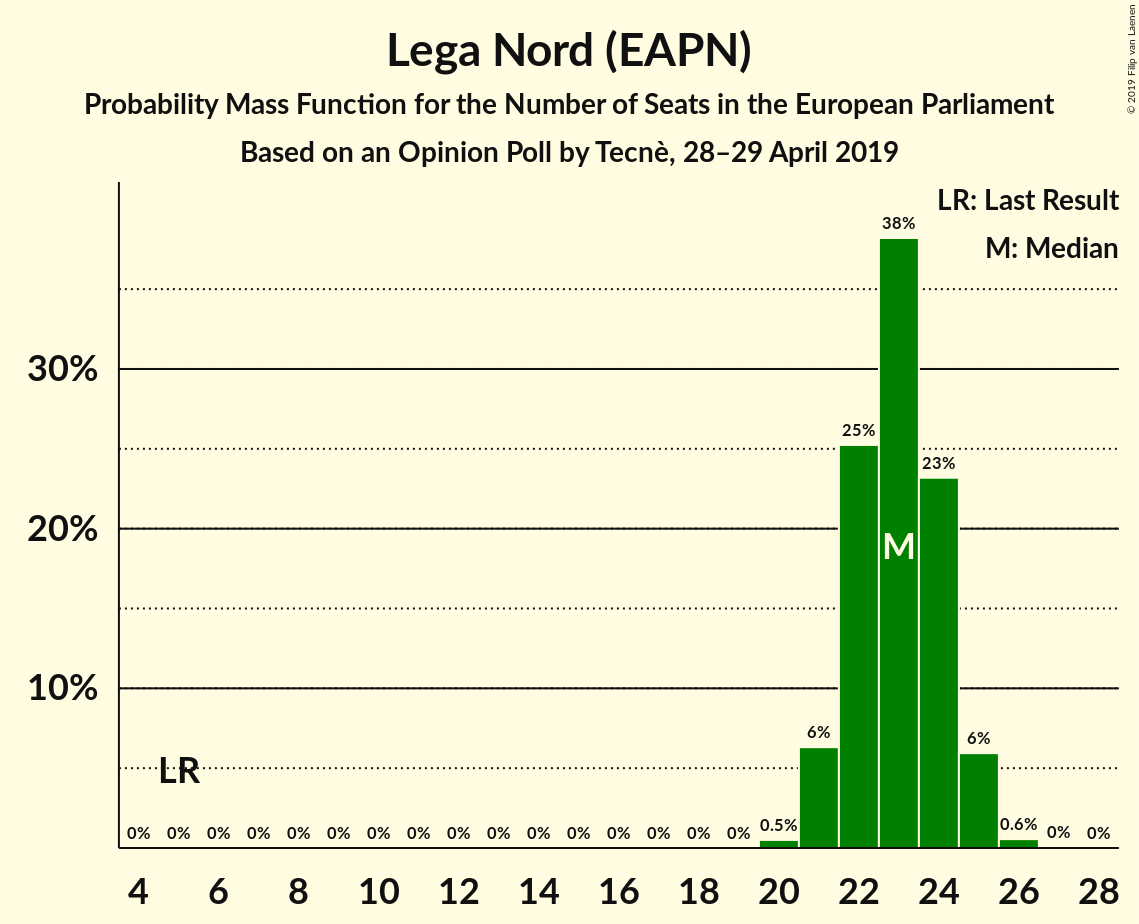 Lega Nord (EAPN)
Probability Mass Function for the Number of Seats in the European Parliament
Based on an Opinion Poll by Tecnè, 28–29 April 2019
© 2019 Filip van Laenen
LR: Last Result
M: Median
38%
30%
25%
23%
20%
M
10%
6%
6%
LR
0% 0% 0% 0% 0% 0% 0% 0% 0% 0% 0% 0% 0% 0% 0% 0% 0.5% 0.6% 0% 0%
4 6 8 10 12 14 16 18 20 22 24 26 28